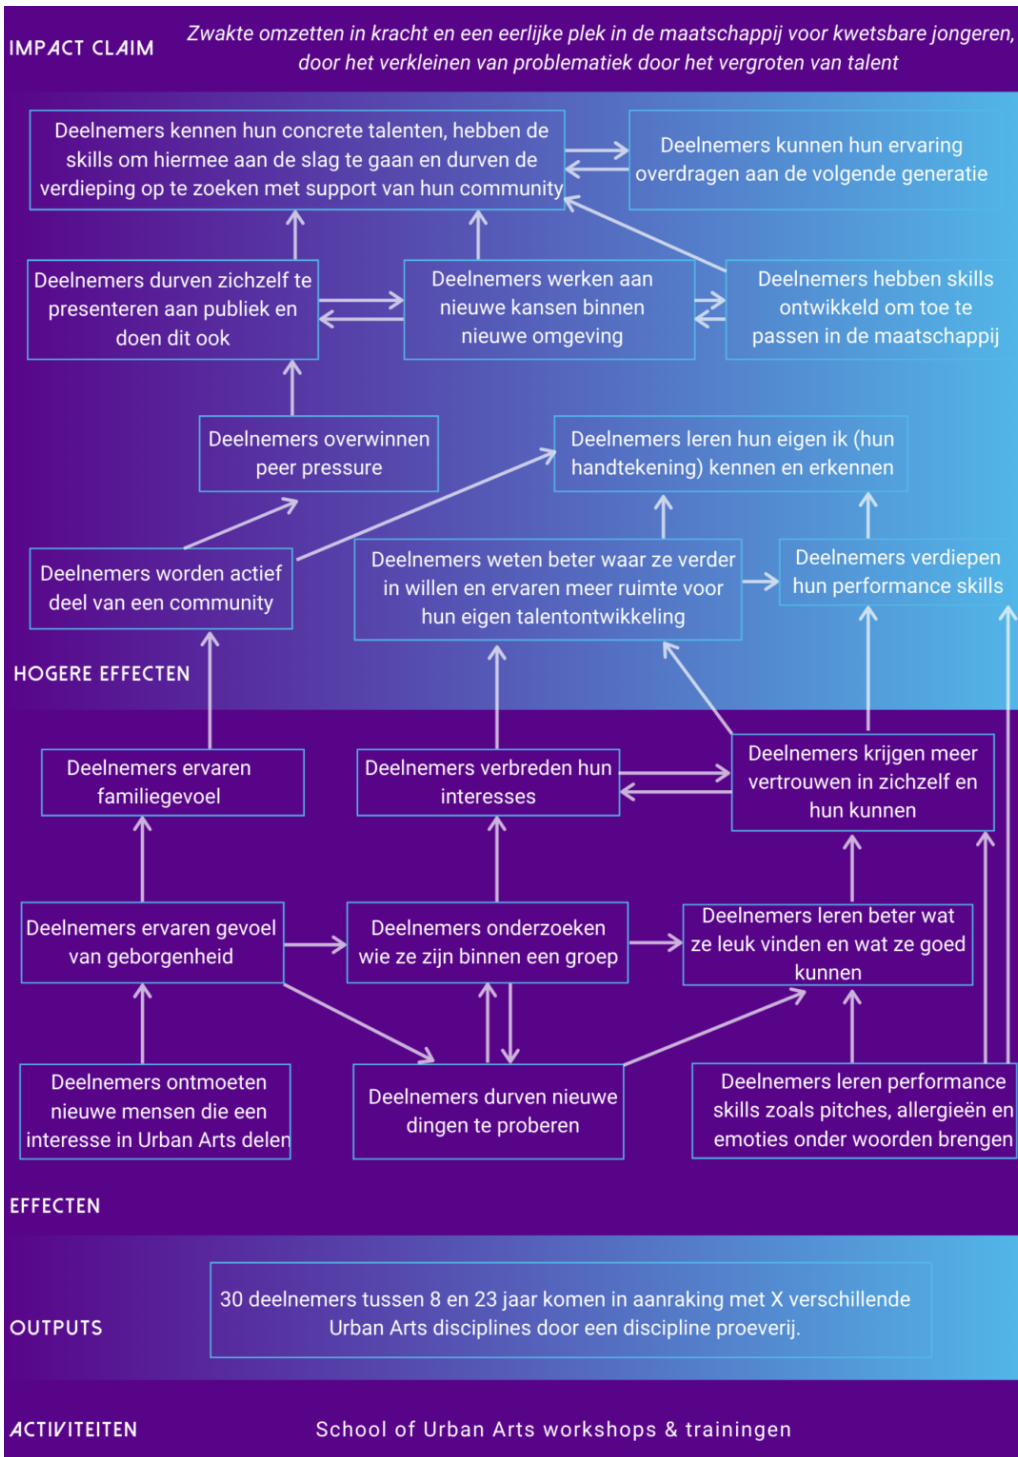 IMPACT CLAIM
Zwakte omzetten in kracht en een eerlijke plek in de maatschappij voor kwetsbare jongeren,
door het verkleinen van problematiek door het vergroten van talent
Deelnemers kennen hun concrete talenten, hebben de
skills om hiermee aan de slag te gaan en durven de
verdieping op te zoeken met support van hun community
Deelnemers kunnen hun ervaring
overdragen aan de volgende generatie
Deelnemers durven zichzelf te
presenteren aan publiek en
doen dit ook
Deelnemers werken aan
nieuwe kansen binnen
nieuwe omgeving
Deelnemers hebben skills
ontwikkeld om toe te
passen in de maatschappij
Deelnemers overwinnen
peer pressure
Deelnemers leren hun eigen ik (hun
handtekening) kennen en erkennen
Deelnemers worden actief
deel van een community
Deelnemers weten beter waar ze verder
in willen en ervaren meer ruimte voor
hun eigen talentontwikkeling
Deelnemers verdiepen
hun performance skills
HOGERE EFFECTEN
Deelnemers ervaren
familiegevoel
Deelnemers verbreden hun
interesses
Deelnemers krijgen meer
vertrouwen in zichzelf en
hun kunnen
Deelnemers ervaren gevoel
van geborgenheid
Deelnemers onderzoeken
wie ze zijn binnen een groep
Deelnemers leren beter wat
ze leuk vinden en wat ze goed
kunnen
Deelnemers ontmoeten
nieuwe mensen die een
interesse in Urban Arts delen
Deelnemers durven nieuwe
dingen te proberen
Deelnemers leren performance
skills zoals pitches, allergieën en
emoties onder woorden brengen
EFFECTEN
OUTPUTS
30 deelnemers tussen 8 en 23 jaar komen in aanraking met X verschillende
Urban Arts disciplines door een discipline proeverij.
ACTIVITEITEN
School of Urban Arts workshops & trainingen